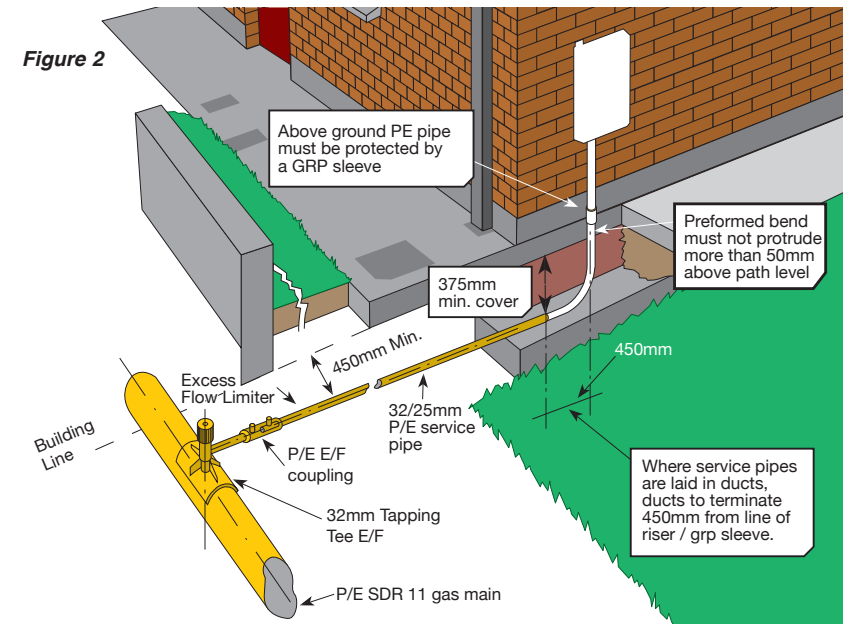 Figure 2
Above ground PE pipe
must be protected by
a GRP sleeve
Preformed bend
must not protrude
more than 50mm
above path level
375mm
min. cover
450mm Min.
450mm
Excess
Flow Limiter
32/25mm
P/E service
pipe
Building
Line
P/E E/F
coupling
Where service pipes
are laid in ducts,
ducts to terminate
450mm from line of
riser / grp sleeve.
32mm Tapping
Tee E/F
P/E SDR 11 gas main